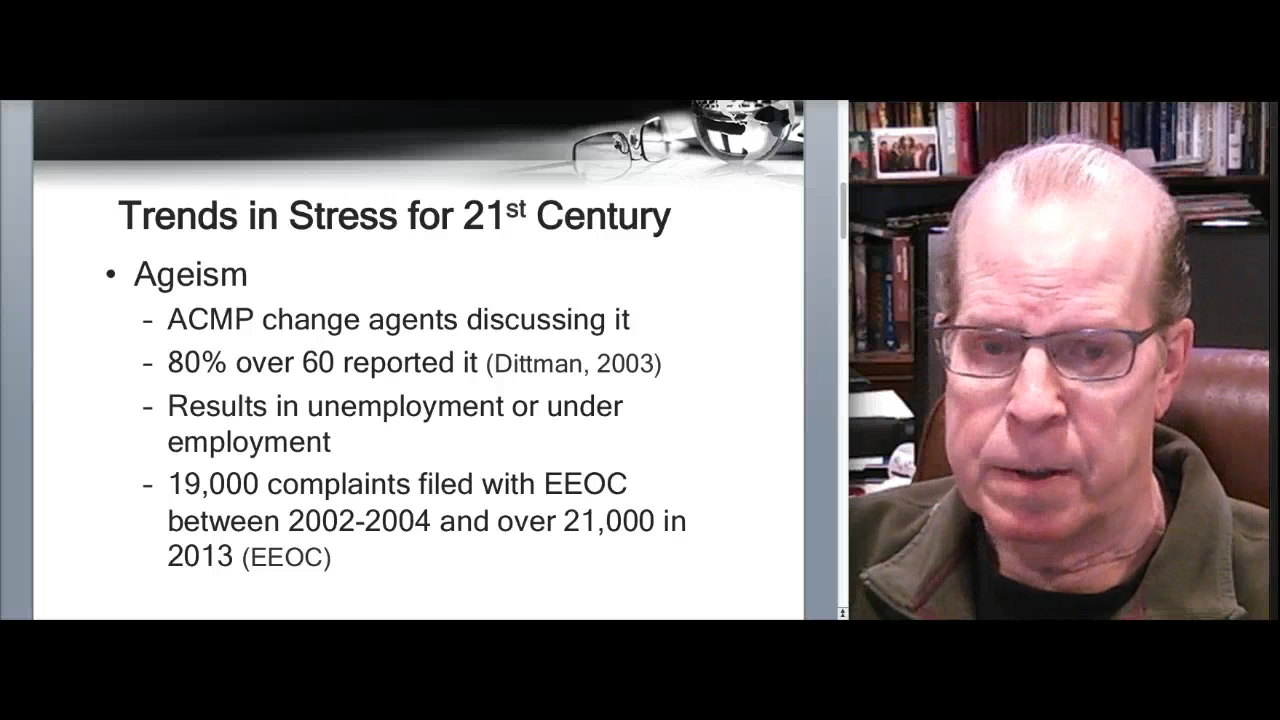 Trends in Stress for 21st Century
• Ageism
- ACMP change agents discussing it
- 80% over 60 reported it (Dittman, 2003)
- Results in unemployment or under
employment
- 19,000 complaints filed with EEOC
between 2002-2004 and over 21,000 in
2013 (EEOC)